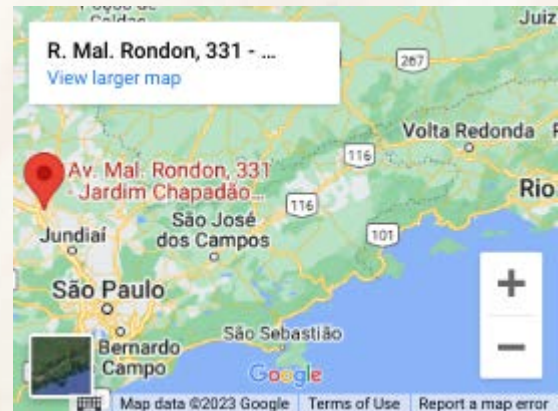 Caldas
Juiz
R. Mal. Rondon, 331 - ...
View larger map
267
Volta Redonda
116
Av. Mal. Rondon, 331
- Jardim Chapadão...
Rio
116
São José
dos Campos
Jundiaí
101
São Paulo
+
São Sebastião
Bernardo
Campo
−
Google
Map data ©2023 Google
Terms of Use
Report a map error